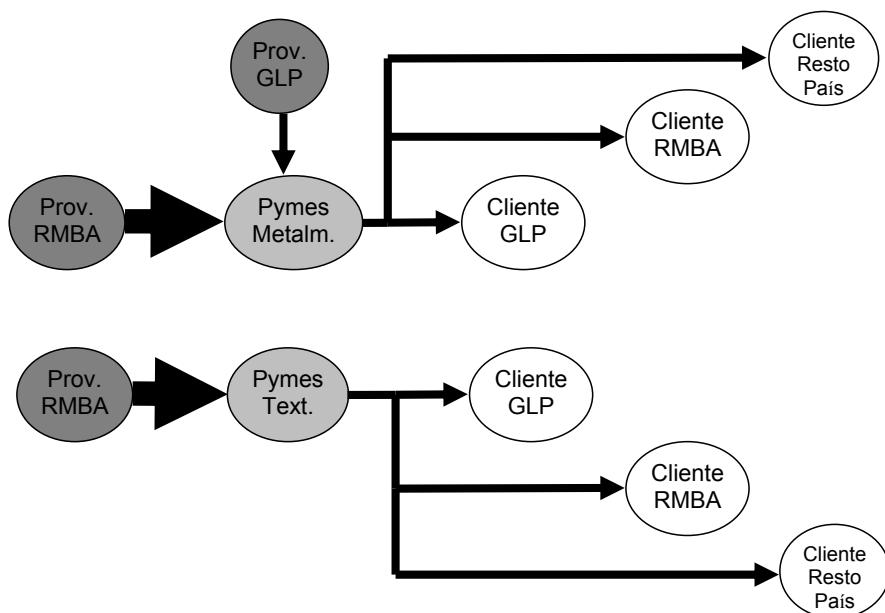 Prov.
GLP
Cliente
Resto
País
Cliente
RMBA
Prov.
RMBA
Pymes
Metalm.
Cliente
GLP
Prov.
RMBA
Pymes
Text.
Cliente
GLP
Cliente
RMBA
Cliente
Resto
País